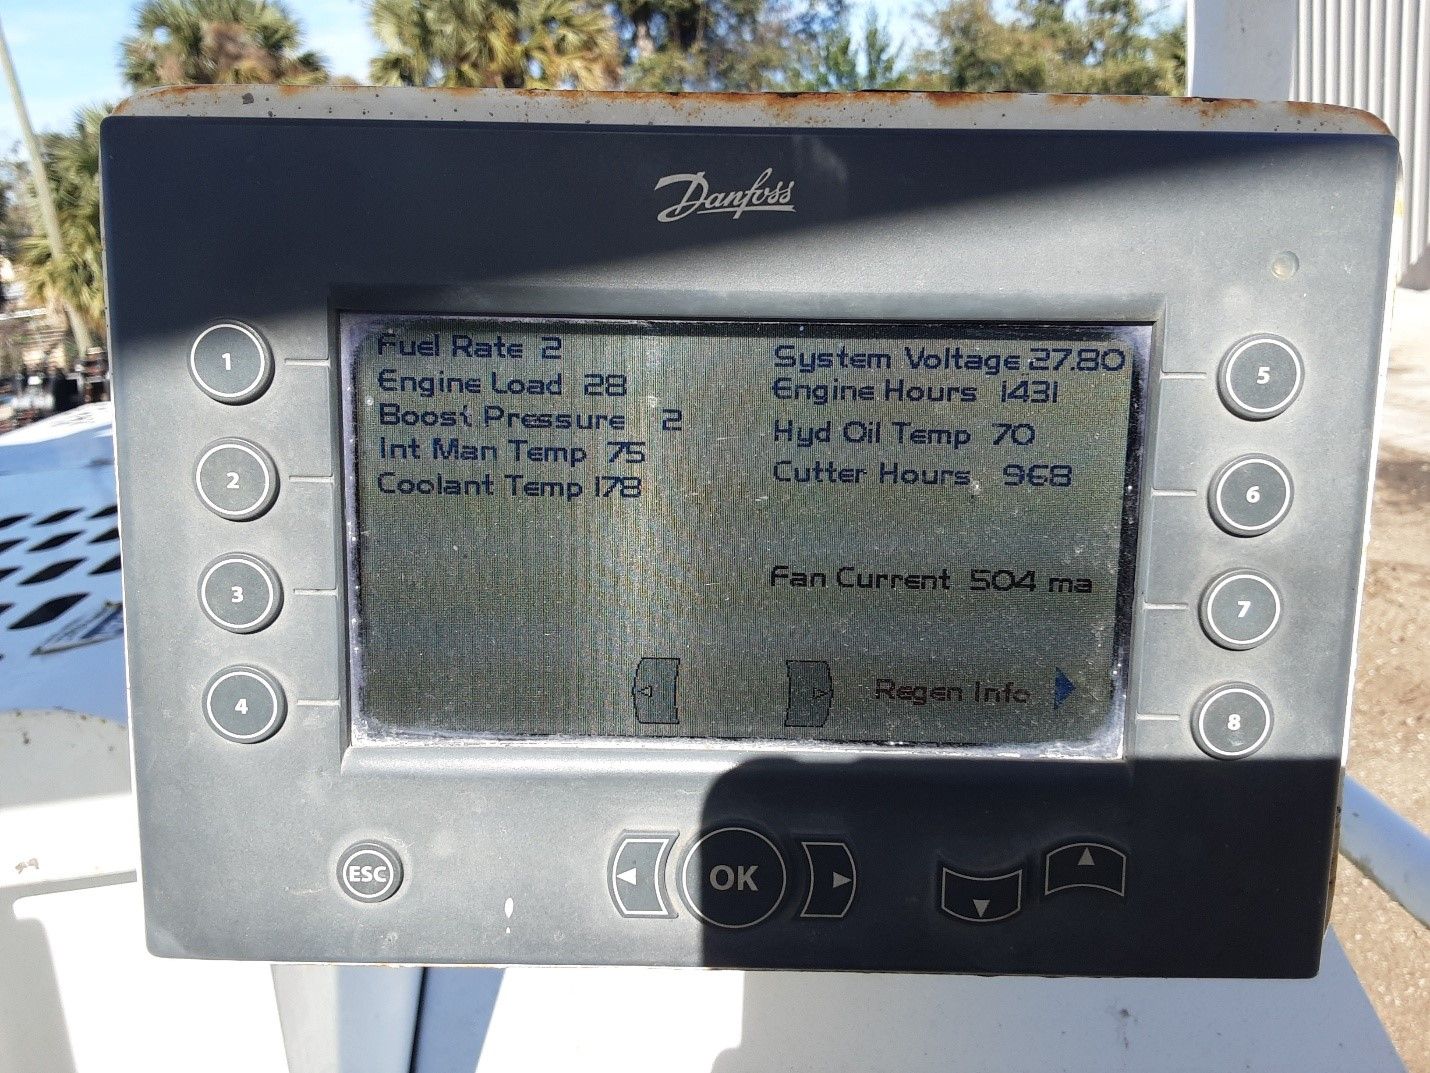 Danfoss
Fuel Rate 2
Engine Load 28
Boost Pressure 2
Int Man Temp 75
Coolant Temp 178
System Voltage 27.80
Engine Hours 1431
Hyd Oil Temp 70
Cutter Hours 968
Fan Current 504 ma
Regen Info
1
2
3
4
5
6
7
8
ESC
OK